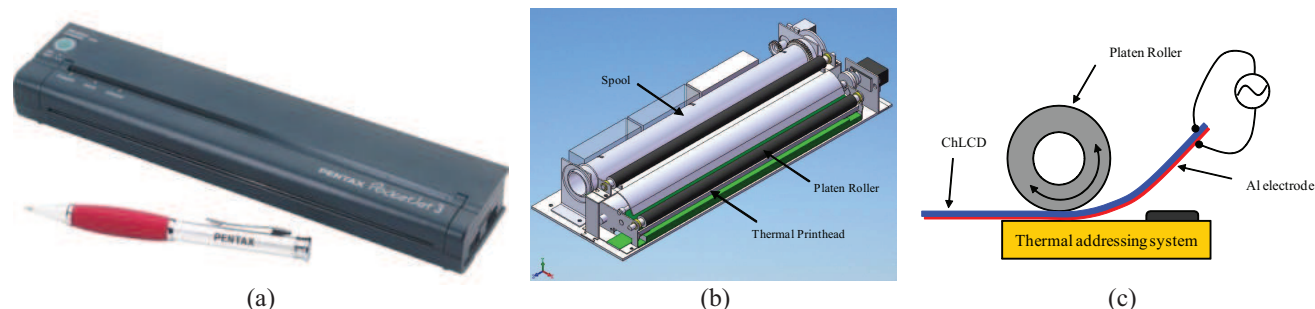 PENTAX PocketJet 3
PENTAX
(a)
Spool
Platen Roller
Thermal Printhead
(b)
Platen Roller
ChLCD
Al electrode
Thermal addressing system
(c)